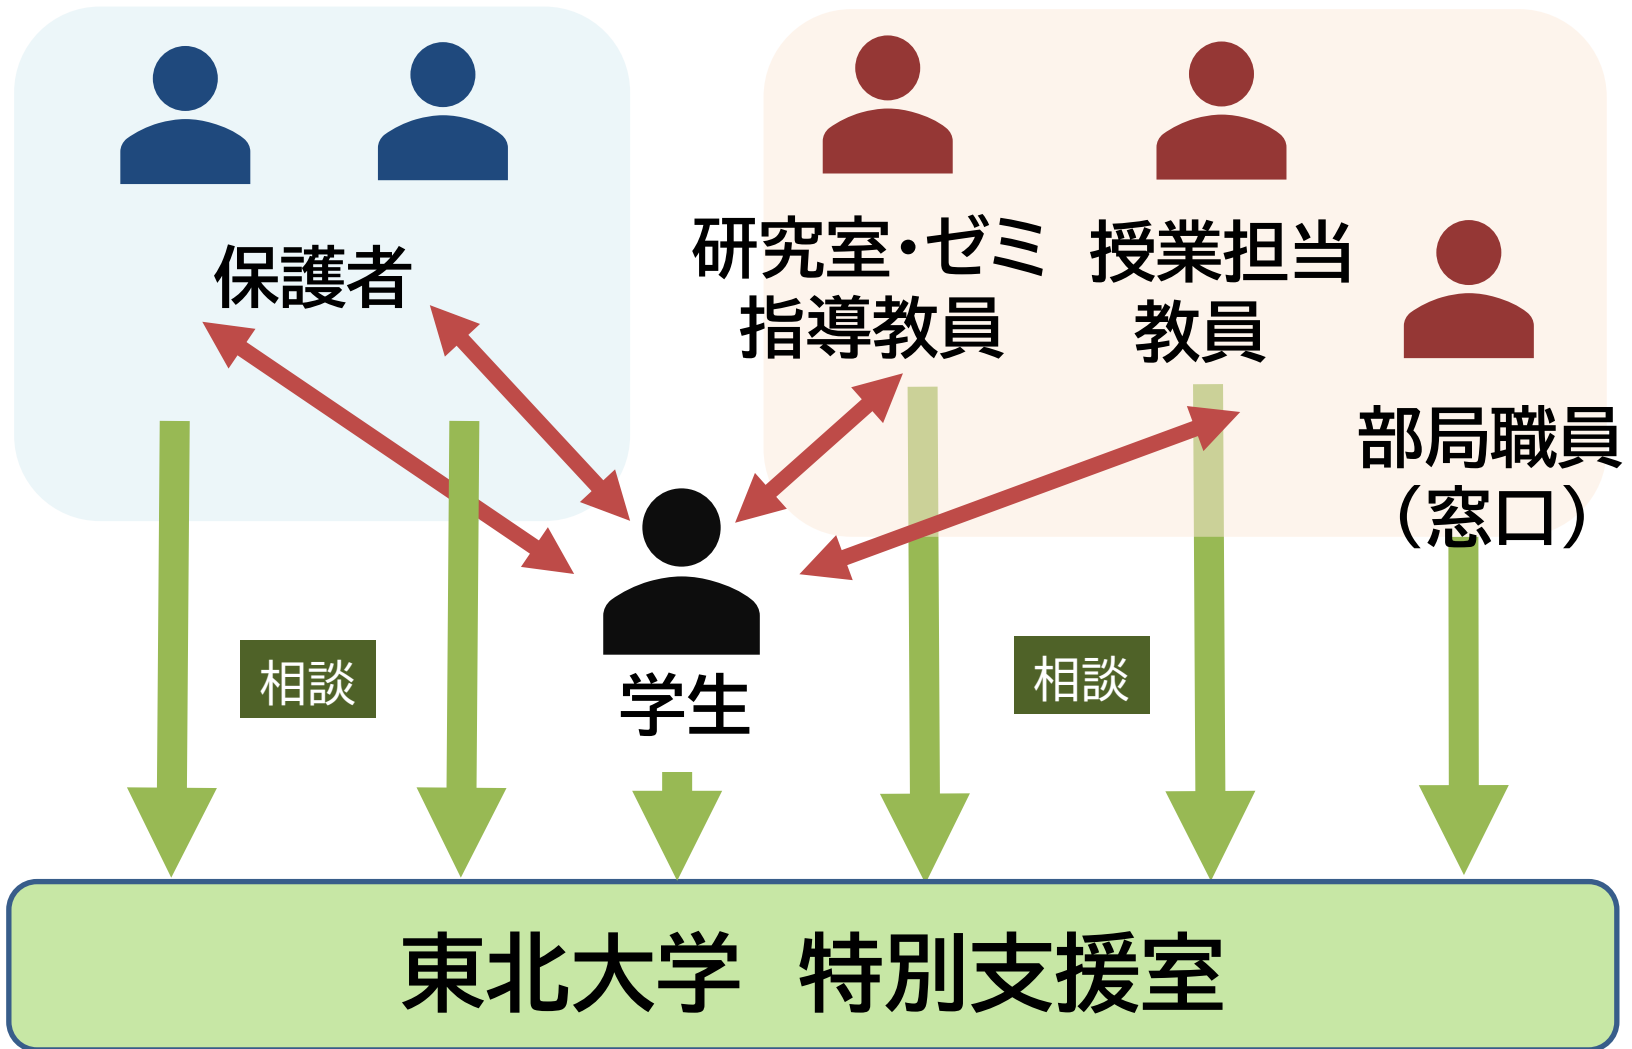 保護者
研究室・ゼミ
指導教員
授業担当
教員
部局職員
（窓口）
相談
学生
相談
東北大学 特別支援室